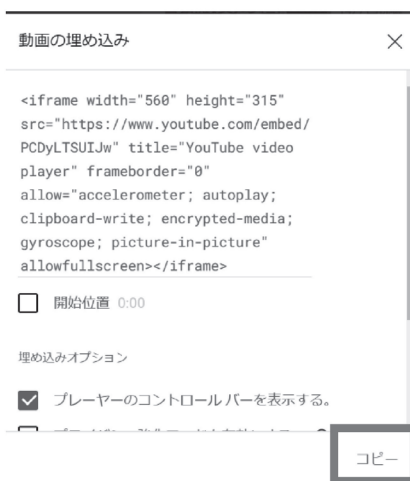 動画の埋め込み
<iframe width="560" height="315"
src="https://www.youtube.com/embed/
PCDyLTSUIJw" title="YouTube video
player" frameborder="0"
allow="accelerometer; autoplay;
clipboard-write; encrypted-media;
gyroscope; picture-in-picture"
allowfullscreen></iframe>
開始位置 0:00
埋め込みオプション
プレーヤーのコントロール バーを表示する。
コピー